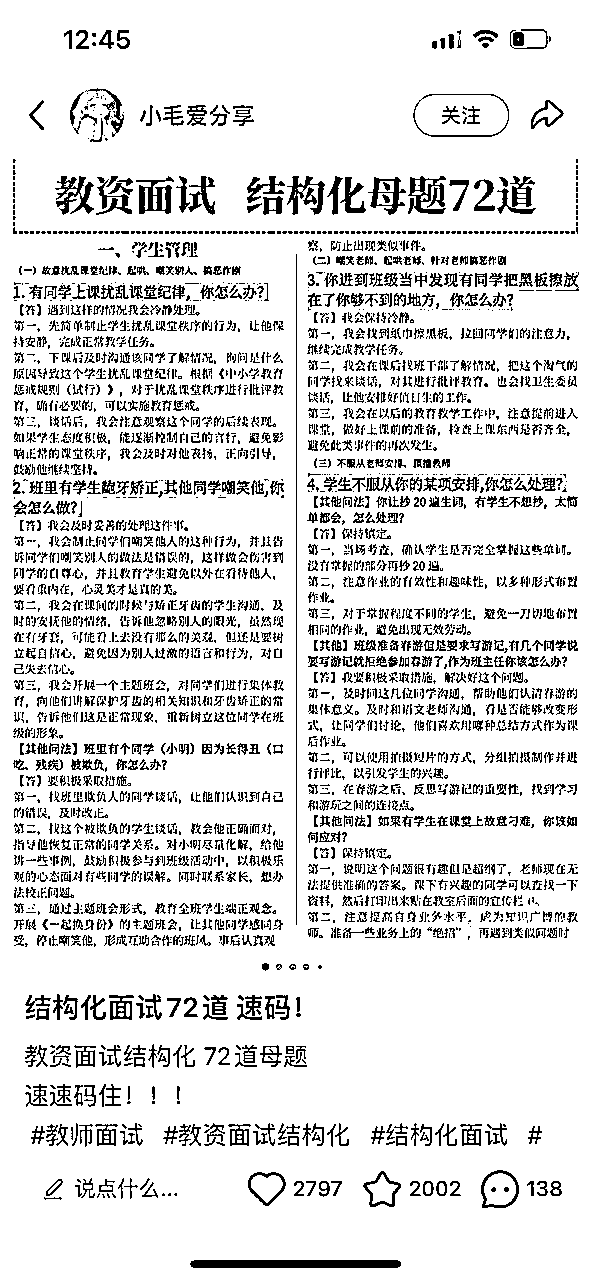 12:45
小毛爱分享
关注
教资面试 结构化母题72道
一、学生管理
（一）故意扰乱课堂纪律、起哄、嘲笑别人、搞恶作剧
1. 有同学上课扰乱课堂纪律，你怎么办?
【答】遇到这样的情况我会冷静处理。
第一，先简单制止学生扰乱课堂秩序的行为，让他保
持安静，完成正常教学任务。
第二，下课后及时沟通该同学了解情况，询问是什么
原因导致这个学生扰乱课堂纪律。根据《中小学教育
惩戒规则（试行）》，对于扰乱课堂秩序进行批评教
育，确有必要的，可以实施教育惩戒。
第三，谈话后，我会注意观察这个同学的后续表现。
如果学生态度积极，能逐渐控制自己的言行，避免影
响正常的课堂秩序，我会及时对他表扬，正向引导，
鼓励他继续坚持。
2. 班里有学生龅牙矫正,其他同学嘲笑他,你
会怎么做?
【答】我会及时妥善的处理这件事。
第一，我会制止同学们嘲笑他人的这种行为，并且告
诉同学们嘲笑别人的做法是错误的，这样做会伤害到
同学的自尊心，并且教育学生避免以外在看待他人，
要看重内在，心灵美才是真的美。
第二，我会在课间的时候与矫正牙齿的学生沟通，及
时的安抚他的情绪，告诉他忽略别人的眼光，虽然现
在有牙套，可能看上去没有那么的美观，但还是要树
立起自信心，避免因为别人过激的语言和行为，对自
己失去信心。
第三，我会开展一个主题班会，对同学们进行集体教
育，向他们讲解保护牙齿的相关知识和牙齿矫正的常
识，告诉他们这是正常现象，重新树立这位同学在班
级的形象。
【其他问法】班里有个同学（小明）因为长得丑（口
吃、残疾）被欺负，你怎么办?
【答】要积极采取措施。
第一，找班里欺负人的同学谈话，让他们认识到自己
的错误，及时改正。
第二，找这个被欺负的学生谈话，教会他正确面对，
指导他恢复正常的同学关系。对小明尽量化解，给他
讲一些事例，鼓励积极参与到班级活动中，以积极乐
观的心态面对有些同学的误解。同时联系家长，想办
法校正问题。
第三，通过主题班会形式，教育全班学生端正观念。
开展《一起换身份》的主题班会，让其他同学感同身
受，停止嘲笑他，形成互助合作的班风。事后认真观
察，防止出现类似事件。
（二）嘲笑老师、起哄老师、针对老师搞恶作剧
3. 你进到班级当中发现有同学把黑板擦放
在了你够不到的地方，你怎么办?
【答】我会保持冷静。
第一，我会找到纸巾擦黑板，拉回同学们的注意力，
继续完成教学任务。
第二，我会在课后找班干部了解情况，把这个淘气的
同学找来谈话，对其进行批评教育。也会找卫生委员
谈话，让他安排好值日生的工作。
第三，我会在以后的教育教学工作中，注意提前进入
课堂，做好上课前的准备，检查上课东西是否齐全，
避免此类事件的再次发生。
（三）不服从老师安排、顶撞老师
4. 学生不服从你的某项安排,你怎么处理?
【其他问法】你让抄 20 遍生词，有学生不想抄，太简
单都会，怎么处理?
【答】保持镇定。
第一，当场考查，确认学生是否完全掌握这些单词。
没有掌握的部分再抄 20 遍。
第二，注意作业的有效性和趣味性，以多种形式布置
作业。
第三，对于掌握程度不同的学生，避免一刀切地布置
相同的作业，避免出现无效劳动。
【其他】班级准备春游但是要求写游记,有几个同学说
要写游记就拒绝参加春游了,作为班主任你该怎么办?
【答】我要积极采取措施，解决好这个问题。
第一，及时同这几位同学沟通，帮助他们认清春游的
集体意义。及时和语文老师沟通，看是否能够改变形
式，让同学们讨论，他们喜欢用哪种总结方作为课
后作业。
第二，可以使用拍摄短片的方式，分组拍摄制作并进
行评比，以引发学生的兴趣。
第三，在春游之后，反思写游记的重要性，找到学习
和游玩之间的连接点。
【其他问法】如果有学生在课堂上故意刁难，你该如
何应对?
【答】保持镇定。
第一，说明这个问题很有趣但是超纲了，老师现在无
法提供准确的答案。课下有兴趣的同学可以查找一下
资料，然后打印出来贴在教室后面的宣传栏中。
第二，注意提高自身业务水平，成为知识广博的教
师。准备一些业务上的“绝招”，再遇到类似问题时
结构化面试72道 速码！
教资面试结构化 72道母题
速速码住！！！
#教师面试 #教资面试结构化 #结构化面试 #
说点什么...
2797
2002
138